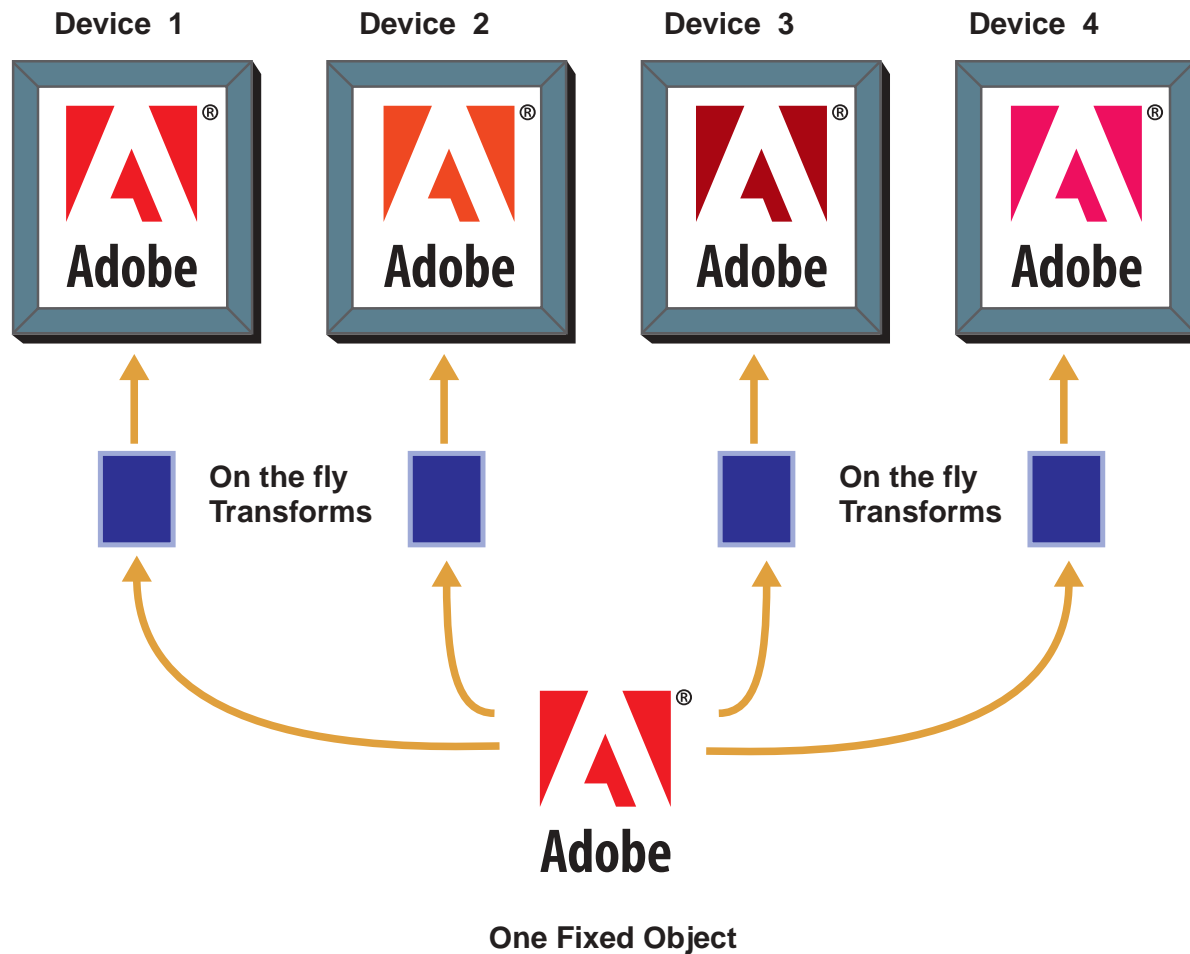 Device 1
Device 2
Device 3
Device 4
®
Adobe
®
Adobe
®
Adobe
®
Adobe
On the fly
Transforms
On the fly
Transforms
®
Adobe
One Fixed Object